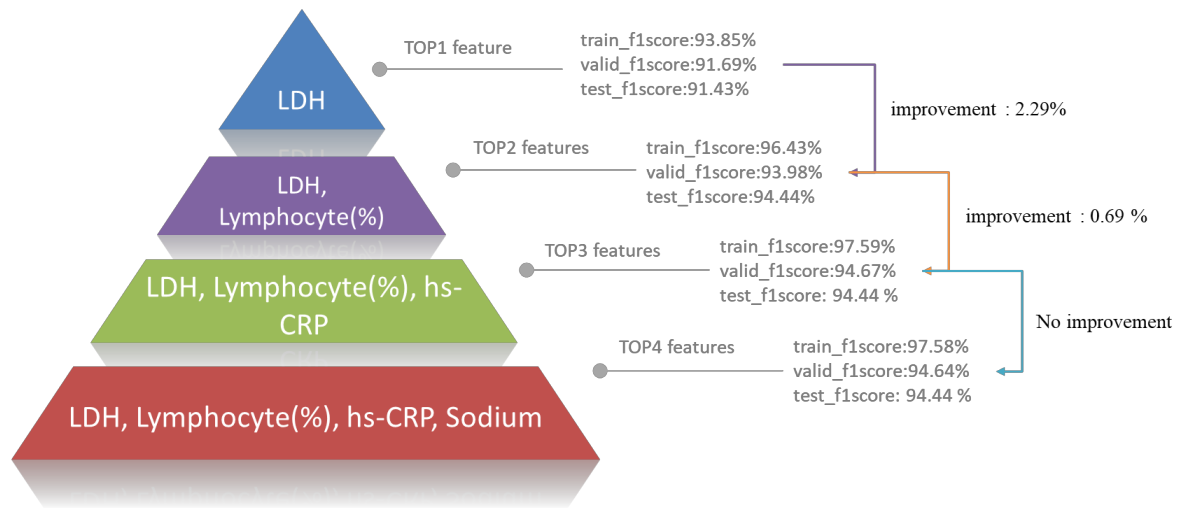 LDH
TOP1 feature
train_f1score:93.85%
valid_f1score:91.69%
test_f1score:91.43%
improvement : 2.29%
LDH,
Lymphocyte(%)
TOP2 features
train_f1score:96.43%
valid_f1score:93.98%
test_f1score:94.44%
improvement : 0.69 %
LDH, Lymphocyte(%), hs-
CRP
TOP3 features
train_f1score:97.59%
valid_f1score:94.67%
test_f1score: 94.44 %
No improvement
LDH, Lymphocyte(%), hs-CRP, Sodium
TOP4 features
train_f1score:97.58%
valid_f1score:94.64%
test_f1score: 94.44 %